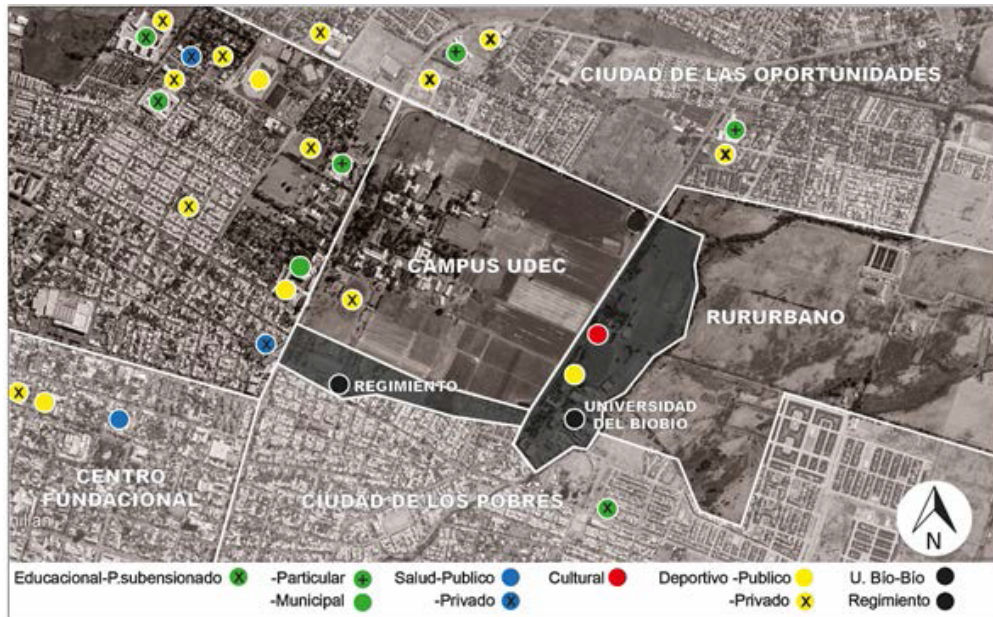 CIUDAD DE LAS OPORTUNIDADES
CAMPUS UDEC
RURURBANO
REGIMIENTO
UNIVERSIDAD
DEL BIOBIO
CENTRO
FUNDACIONAL
CIUDAD DE LOS POBRES
N
Educacional-P.subensionado X -Particular + Salud-Publico Cultural Deportivo -Publico U. Bío-Bío
-Municipal -Privado X -Privado X Regimiento